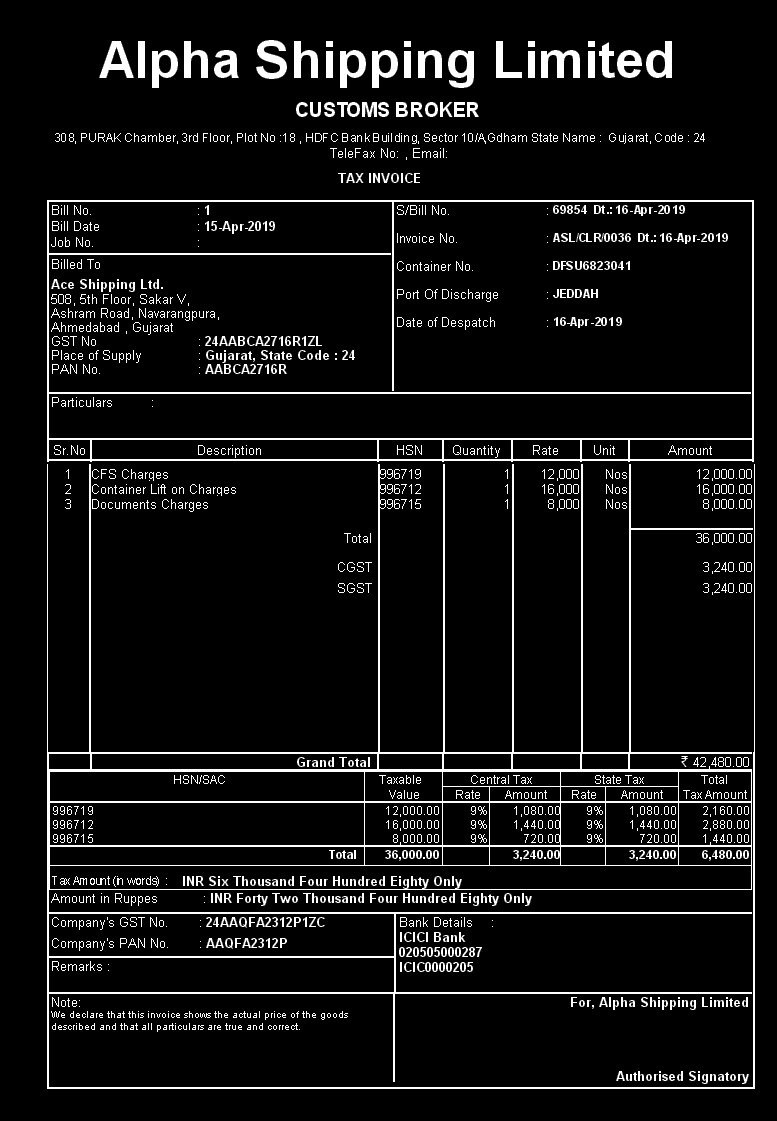 Alpha Shipping Limited
CUSTOMS BROKER
308, PURAK Chamber, 3rd Floor, Plot No :18 , HDFC Bank Building, Sector 10/A,Gdham State Name : Gujarat, Code : 24
TeleFax No: , Email:
TAX INVOICE
Bill No. : 1
Bill Date : 15-Apr-2019
Job No. :
S/Bill No. : 69854 Dt.: 16-Apr-2019
Invoice No. : ASL/CLR/0036 Dt.: 16-Apr-2019
Container No. : DFSU6823041
Port Of Discharge : JEDDAH
Date of Despatch : 16-Apr-2019
Billed To
Ace Shipping Ltd.
508, 5th Floor, Sakar V,
Ashram Road, Navarangpura,
Ahmedabad , Gujarat
GST No : 24AABCA2716R1ZL
Place of Supply : Gujarat, State Code : 24
PAN No. : AABCA2716R
Particulars :
Sr.No Description HSN Quantity Rate Unit Amount
1 CFS Charges 996719 1 12,000 Nos 12,000.00
2 Container Lift on Charges 996712 1 16,000 Nos 16,000.00
3 Documents Charges 996715 1 8,000 Nos 8,000.00
Total 36,000.00
CGST 3,240.00
SGST 3,240.00
Grand Total ₹ 42,480.00
HSN/SAC Taxable Central Tax State Tax Total
Value Rate Amount Rate Amount Tax Amount
996719 12,000.00 9% 1,080.00 9% 1,080.00 2,160.00
996712 16,000.00 9% 1,440.00 9% 1,440.00 2,880.00
996715 8,000.00 9% 720.00 9% 720.00 1,440.00
Total 36,000.00 3,240.00 3,240.00 6,480.00
Tax Amount (in words) : INR Six Thousand Four Hundred Eighty Only
Amount in Ruppes : INR Forty Two Thousand Four Hundred Eighty Only
Company's GST No. : 24AAQFA2312P1ZC
Company's PAN No. : AAQFA2312P
Remarks :
Bank Details :
ICICI Bank
020505000287
ICIC0000205
Note:
We declare that this invoice shows the actual price of the goods
described and that all particulars are true and correct.
For, Alpha Shipping Limited
Authorised Signatory